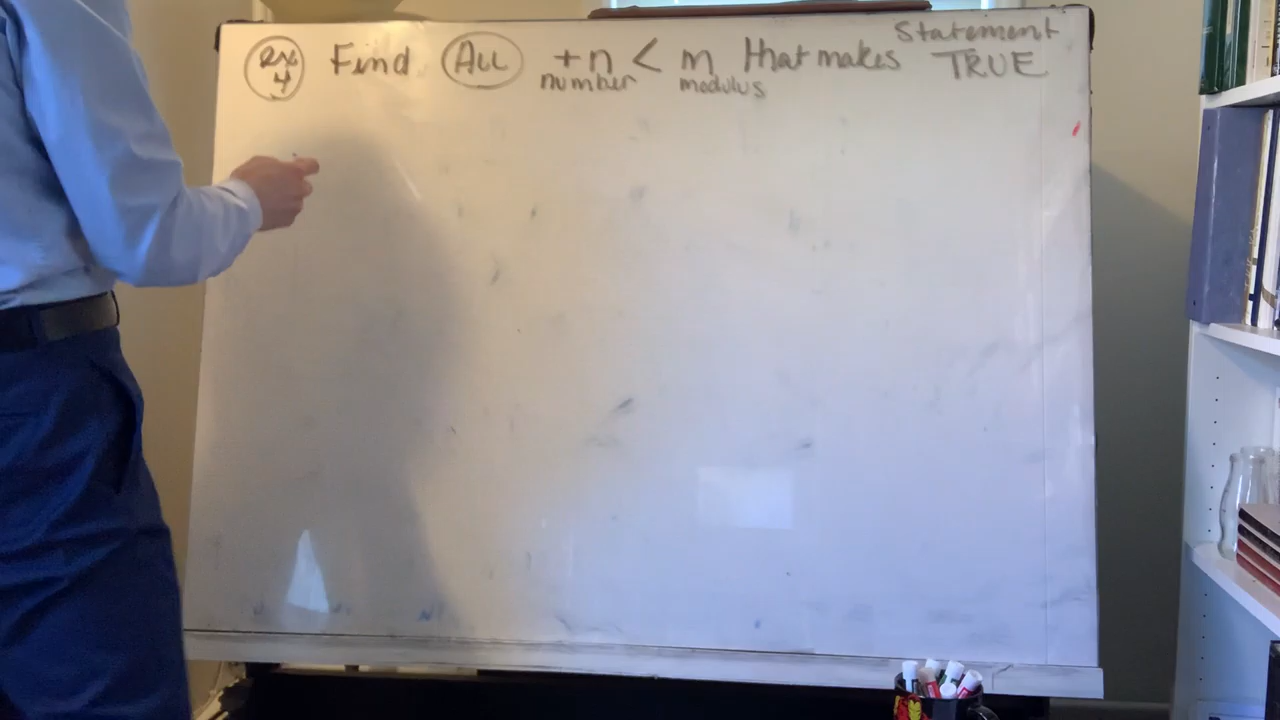 Ex 4 Find ALL +n < m that makes Statement TRUE
number modulus